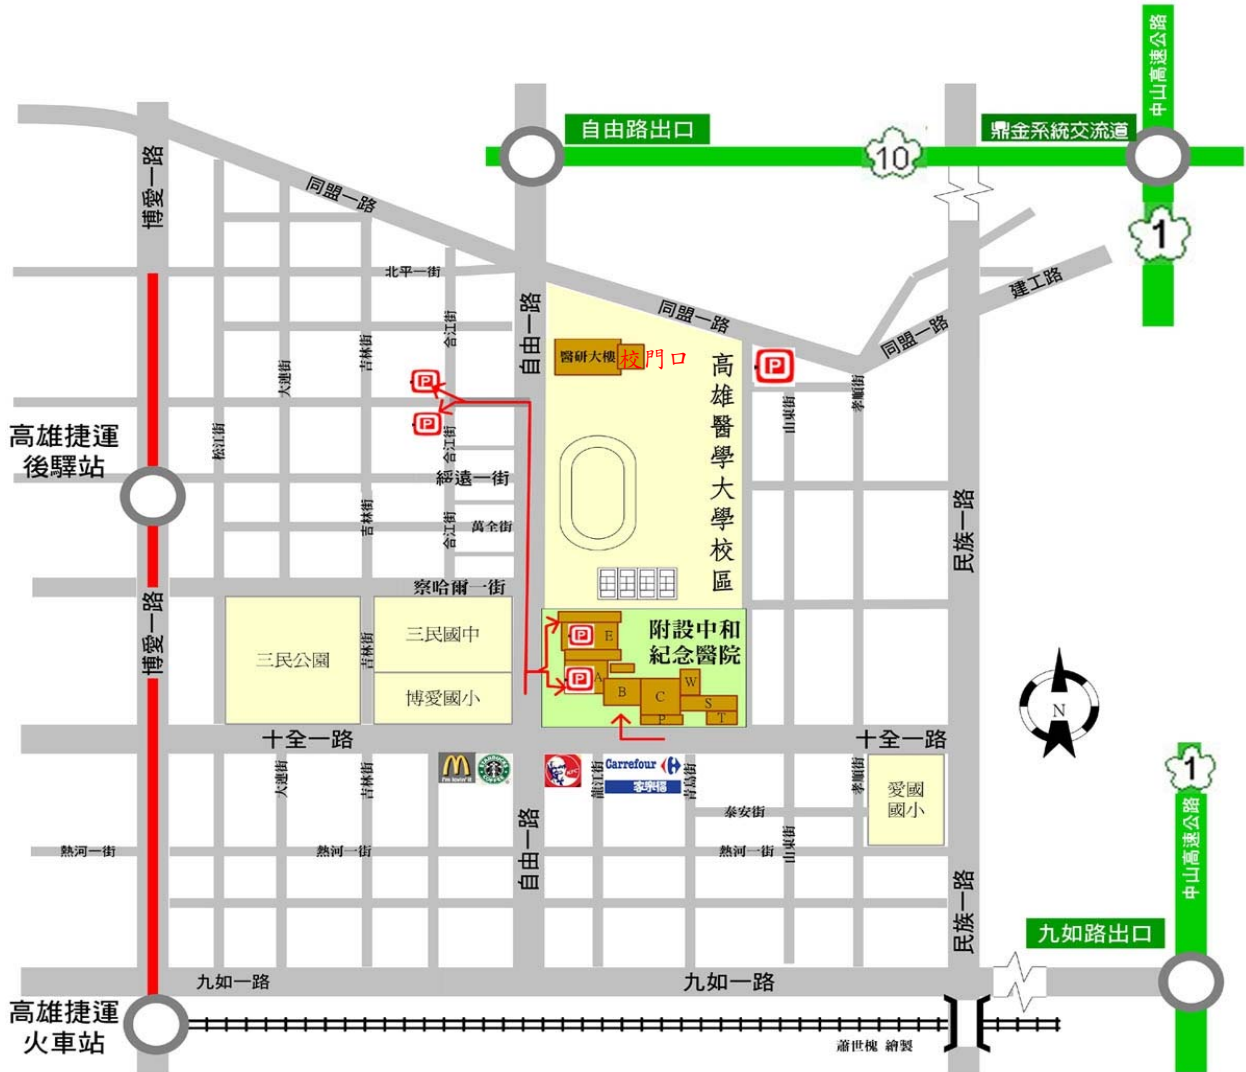 中山高速公路
自由路出口
10
鼎金系統交流道
1
博愛一路
同盟一路
北平一街
自由一路
同盟一路
同盟一路
建工路
合江街
吉林街
大連街
松江街
醫研大樓
校門口
高雄醫學大學校區
P
山東街
孝順街
P
P
高雄捷運
後驛站
合江街
綏遠一街
吉林街
合江街
萬全街
民族一路
察哈爾一街
博愛一路
三民公園
吉林街
三民國中
博愛國小
P
E
附設中和
紀念醫院
P
A
B
C
W
S
P
T
N
十全一路
十全一路
大連街
吉林街
M
STARBUCKS COFFEE
KFC
龍江街
Carrefour
家樂福
青島街
孝順街
愛國
國小
1
中山高速公路
泰安街
山東街
熱河一街
熱河一街
熱河一街
自由一路
民族一路
九如路出口
九如一路
九如一路
高雄捷運
火車站
蕭世槐 繪製